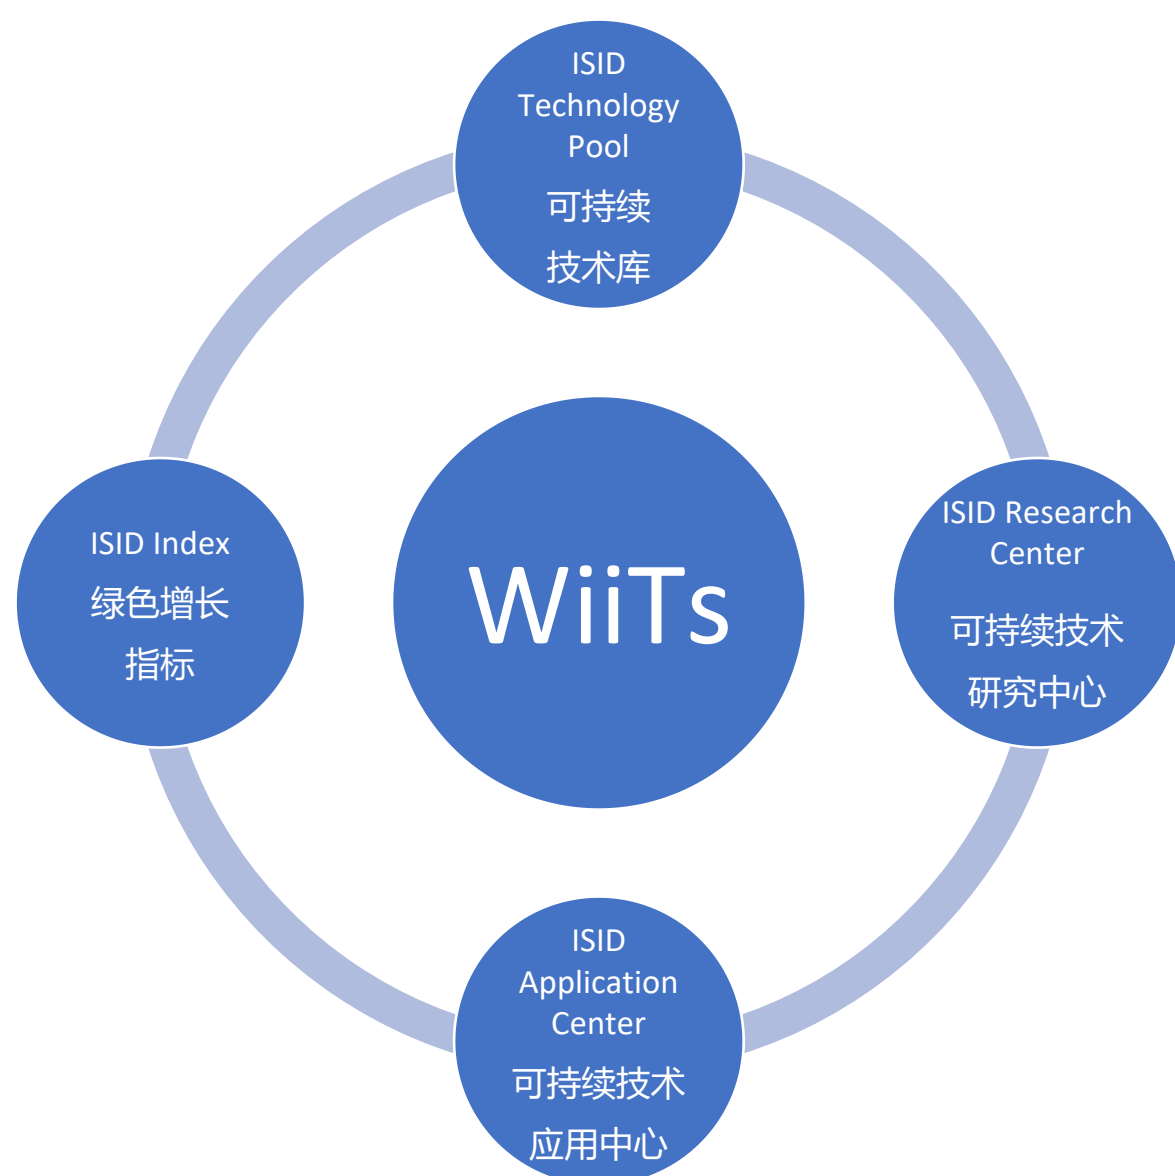 ISID
Technology
Pool
可持续
技术库
ISID Index
绿色增长
指标
WiiTs
ISID Research
Center
可持续技术
研究中心
ISID
Application
Center
可持续技术
应用中心